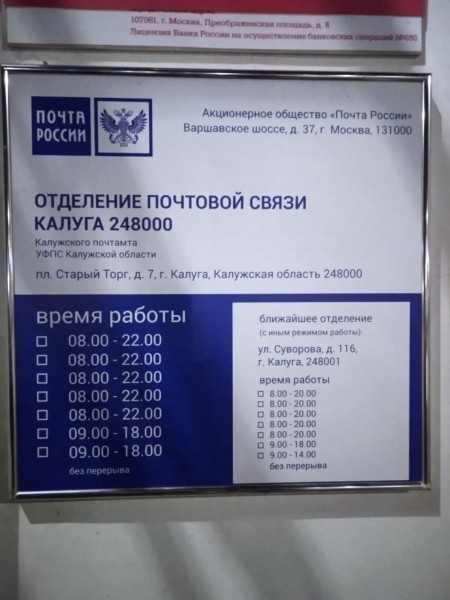 107061, г. Москва, Преображенская площадь, д. 8
Лицензия Банка России на осуществление банковских операций №650
ПОЧТА
РОССИИ
Акционерное общество «Почта России»
Варшавское шоссе, д. 37, г. Москва, 131000
ОТДЕЛЕНИЕ ПОЧТОВОЙ СВЯЗИ
КАЛУГА 248000
Калужского почтамта
УФПС Калужской области
пл. Старый Торг, д. 7, г. Калуга, Калужская область 248000
время работы
08.00 - 22.00
08.00 - 22.00
08.00 - 22.00
08.00 - 22.00
08.00 - 22.00
09.00 - 18.00
09.00 - 18.00
без перерыва
ближайшее отделение
(с иным режимом работы):
ул. Суворова, д. 116,
г. Калуга, 248001
время работы
8.00 - 20.00
8.00 - 20.00
8.00 - 20.00
8.00 - 20.00
8.00 - 20.00
9.00 - 18.00
9.00 - 14.00
без перерыва